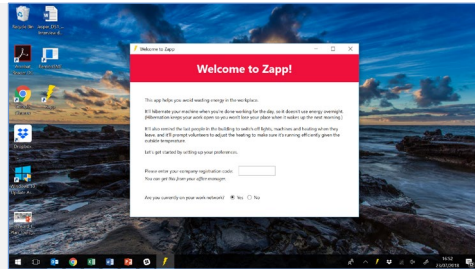 Welcome to Zapp
Welcome to Zapp!
This app helps you avoid wasting energy in the workplace.
It'll hibernate your machine when you're done working for the day, so it doesn't use energy overnight.
(Hibernation keeps your work open so you won't lose your place when it wakes up the next morning.)
It'll also remind the last people in the building to switch off lights, machines and heating when they
leave and it'll prompt volunteers to adjust the heating to make sure it's running efficiently given the
outside temperature.
Let's get started by setting up your preferences.
Please enter your company registration code:
You can get this from your office manager.
Are you currently on your work network? Yes No
Dropbox
14:52